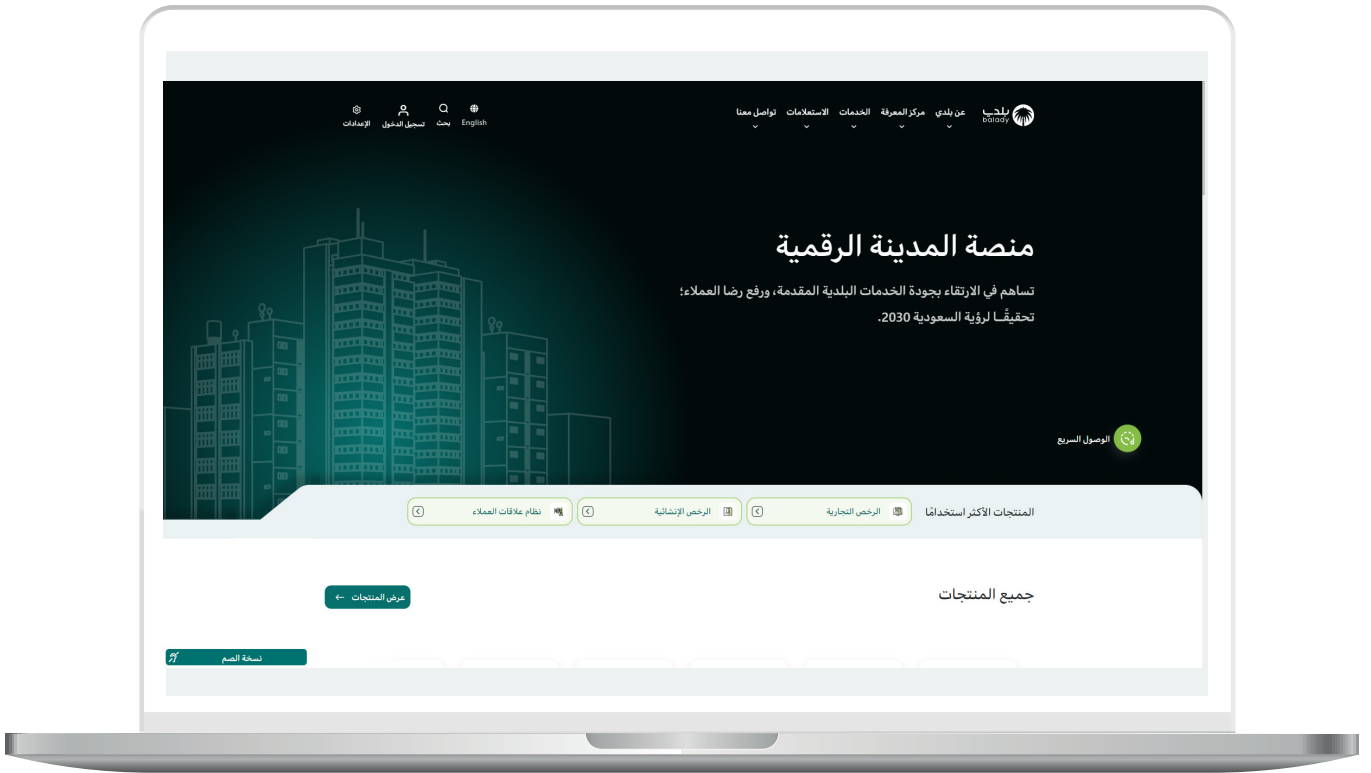 بلدي
balady
عن بلدي
مركز المعرفة
الخدمات
الاستعلامات
تواصل معنا
English
بحث
تسجيل الدخول
الإعدادات
منصة المدينة الرقمية
تساهم في الارتقاء بجودة الخدمات البلدية المقدمة، ورفع رضا العملاء؛
تحقيقًــا لرؤية السعودية 2030.
الوصول السريع
المنتجات الأكثر استخدامًا
الرخص التجارية
الرخص الإنشائية
نظام علاقات العملاء
جميع المنتجات
عرض المنتجات
نسخة الصم